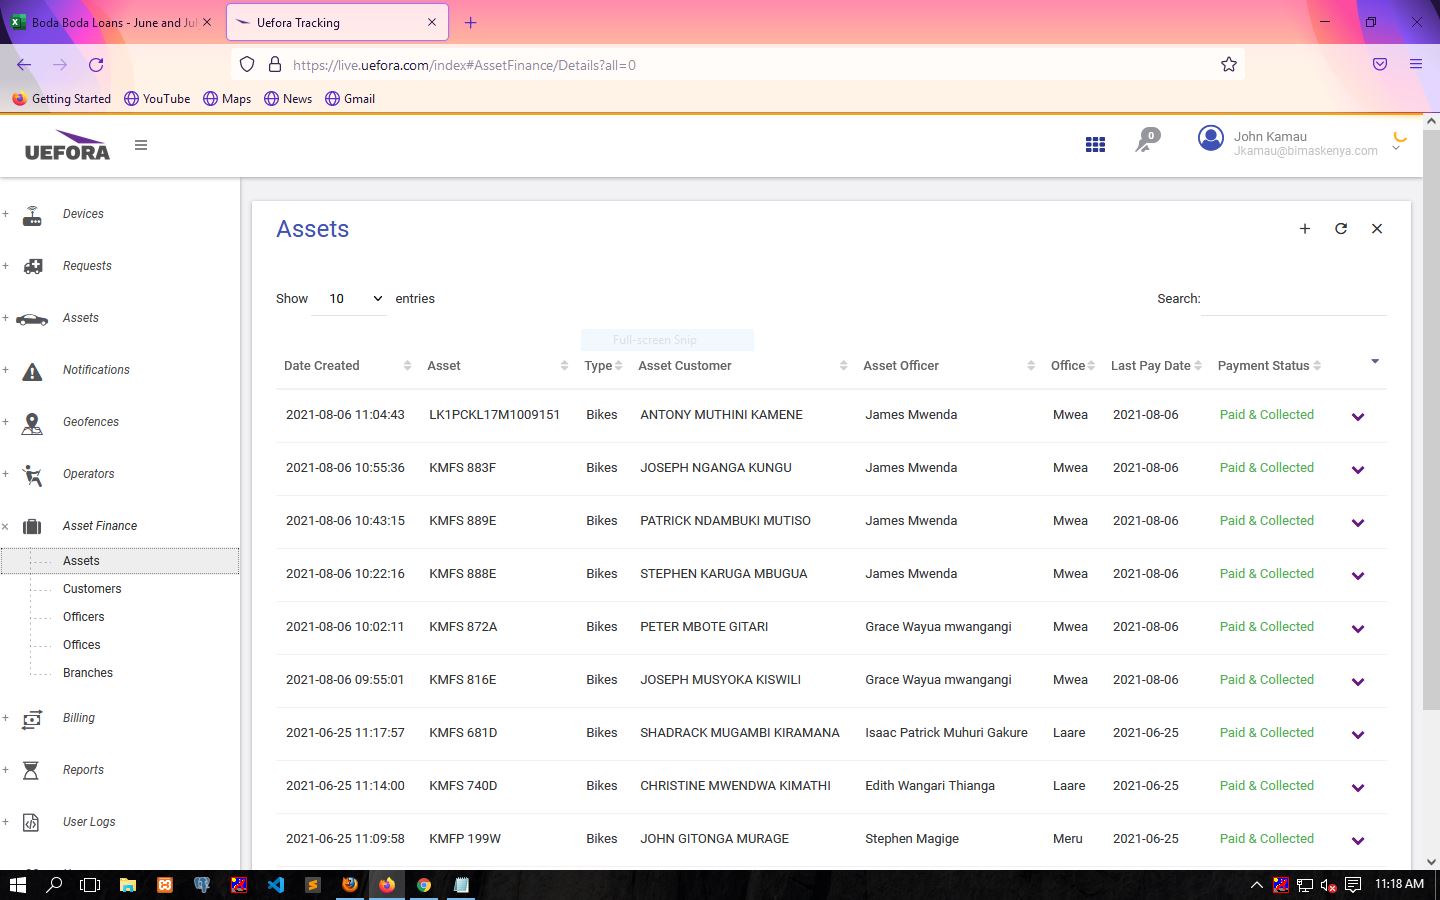 Boda Boda Loans - June and Jul
Uefora Tracking
https://live.uefora.com/index#AssetFinance/Details?all=0
Getting Started YouTube Maps News Gmail
UEFORA
0
John Kamau
Jkamau@bimaskenya.com
+ Devices
+ Requests
+ Assets
+ Notifications
+ Geofences
+ Operators
× Asset Finance
Assets
Customers
Officers
Offices
Branches
+ Billing
+ Reports
+ User Logs
Assets
Show 10 entries
Search:
Full-screen Snip
Date Created Asset Type Asset Customer Asset Officer Office Last Pay Date Payment Status
2021-08-06 11:04:43 LK1PCKL17M1009151 Bikes ANTONY MUTHINI KAMENE James Mwenda Mwea 2021-08-06 Paid & Collected
2021-08-06 10:55:36 KMFS 883F Bikes JOSEPH NGANGA KUNGU James Mwenda Mwea 2021-08-06 Paid & Collected
2021-08-06 10:43:15 KMFS 889E Bikes PATRICK NDAMBUKI MUTISO James Mwenda Mwea 2021-08-06 Paid & Collected
2021-08-06 10:22:16 KMFS 888E Bikes STEPHEN KARUGA MBUGUA James Mwenda Mwea 2021-08-06 Paid & Collected
2021-08-06 10:02:11 KMFS 872A Bikes PETER MBOTE GITARI Grace Wayua mwangangi Mwea 2021-08-06 Paid & Collected
2021-08-06 09:55:01 KMFS 816E Bikes JOSEPH MUSYOKA KISWILI Grace Wayua mwangangi Mwea 2021-08-06 Paid & Collected
2021-06-25 11:17:57 KMFS 681D Bikes SHADRACK MUGAMBI KIRAMANA Isaac Patrick Muhuri Gakure Laare 2021-06-25 Paid & Collected
2021-06-25 11:14:00 KMFS 740D Bikes CHRISTINE MWENDWA KIMATHI Edith Wangari Thianga Laare 2021-06-25 Paid & Collected
2021-06-25 11:09:58 KMFP 199W Bikes JOHN GITONGA MURAGE Stephen Magige Meru 2021-06-25 Paid & Collected
11:18 AM